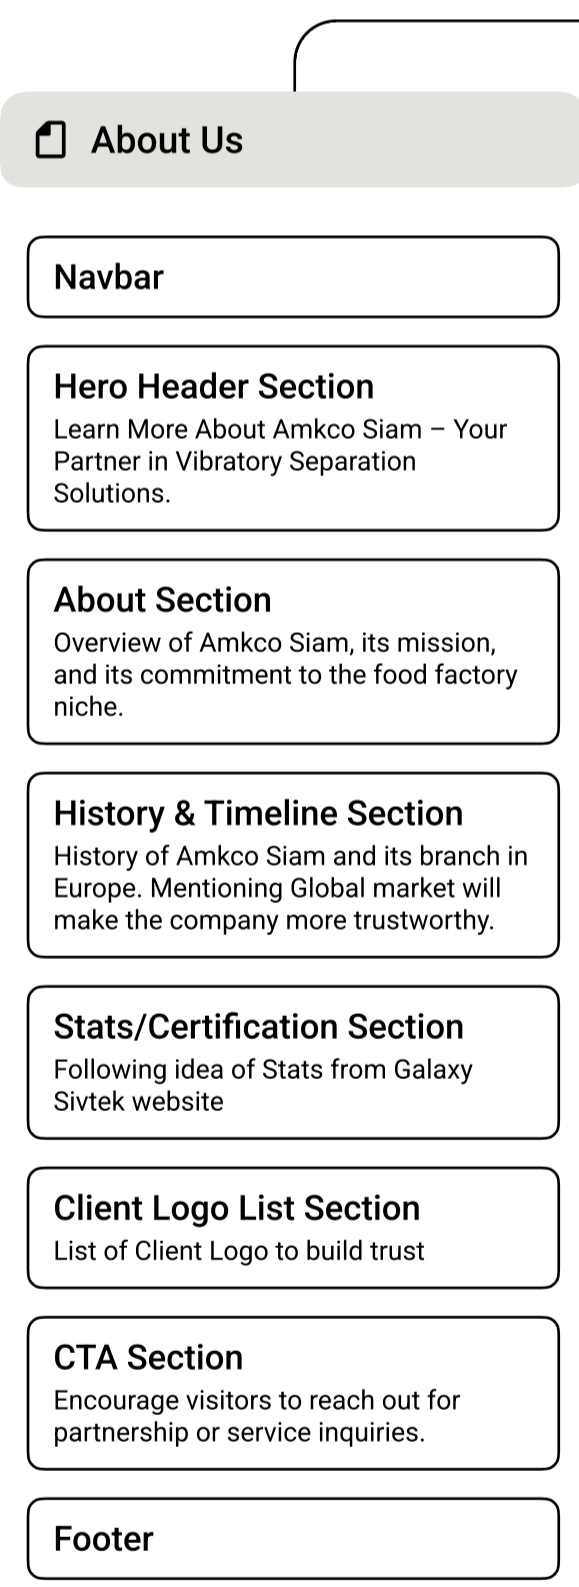 About Us
Navbar
Hero Header Section
Learn More About Amkco Siam – Your
Partner in Vibratory Separation
Solutions.
About Section
Overview of Amkco Siam, its mission,
and its commitment to the food factory
niche.
History & Timeline Section
History of Amkco Siam and its branch in
Europe. Mentioning Global market will
make the company more trustworthy.
Stats/Certification Section
Following idea of Stats from Galaxy
Sivtek website
Client Logo List Section
List of Client Logo to build trust
CTA Section
Encourage visitors to reach out for
partnership or service inquiries.
Footer